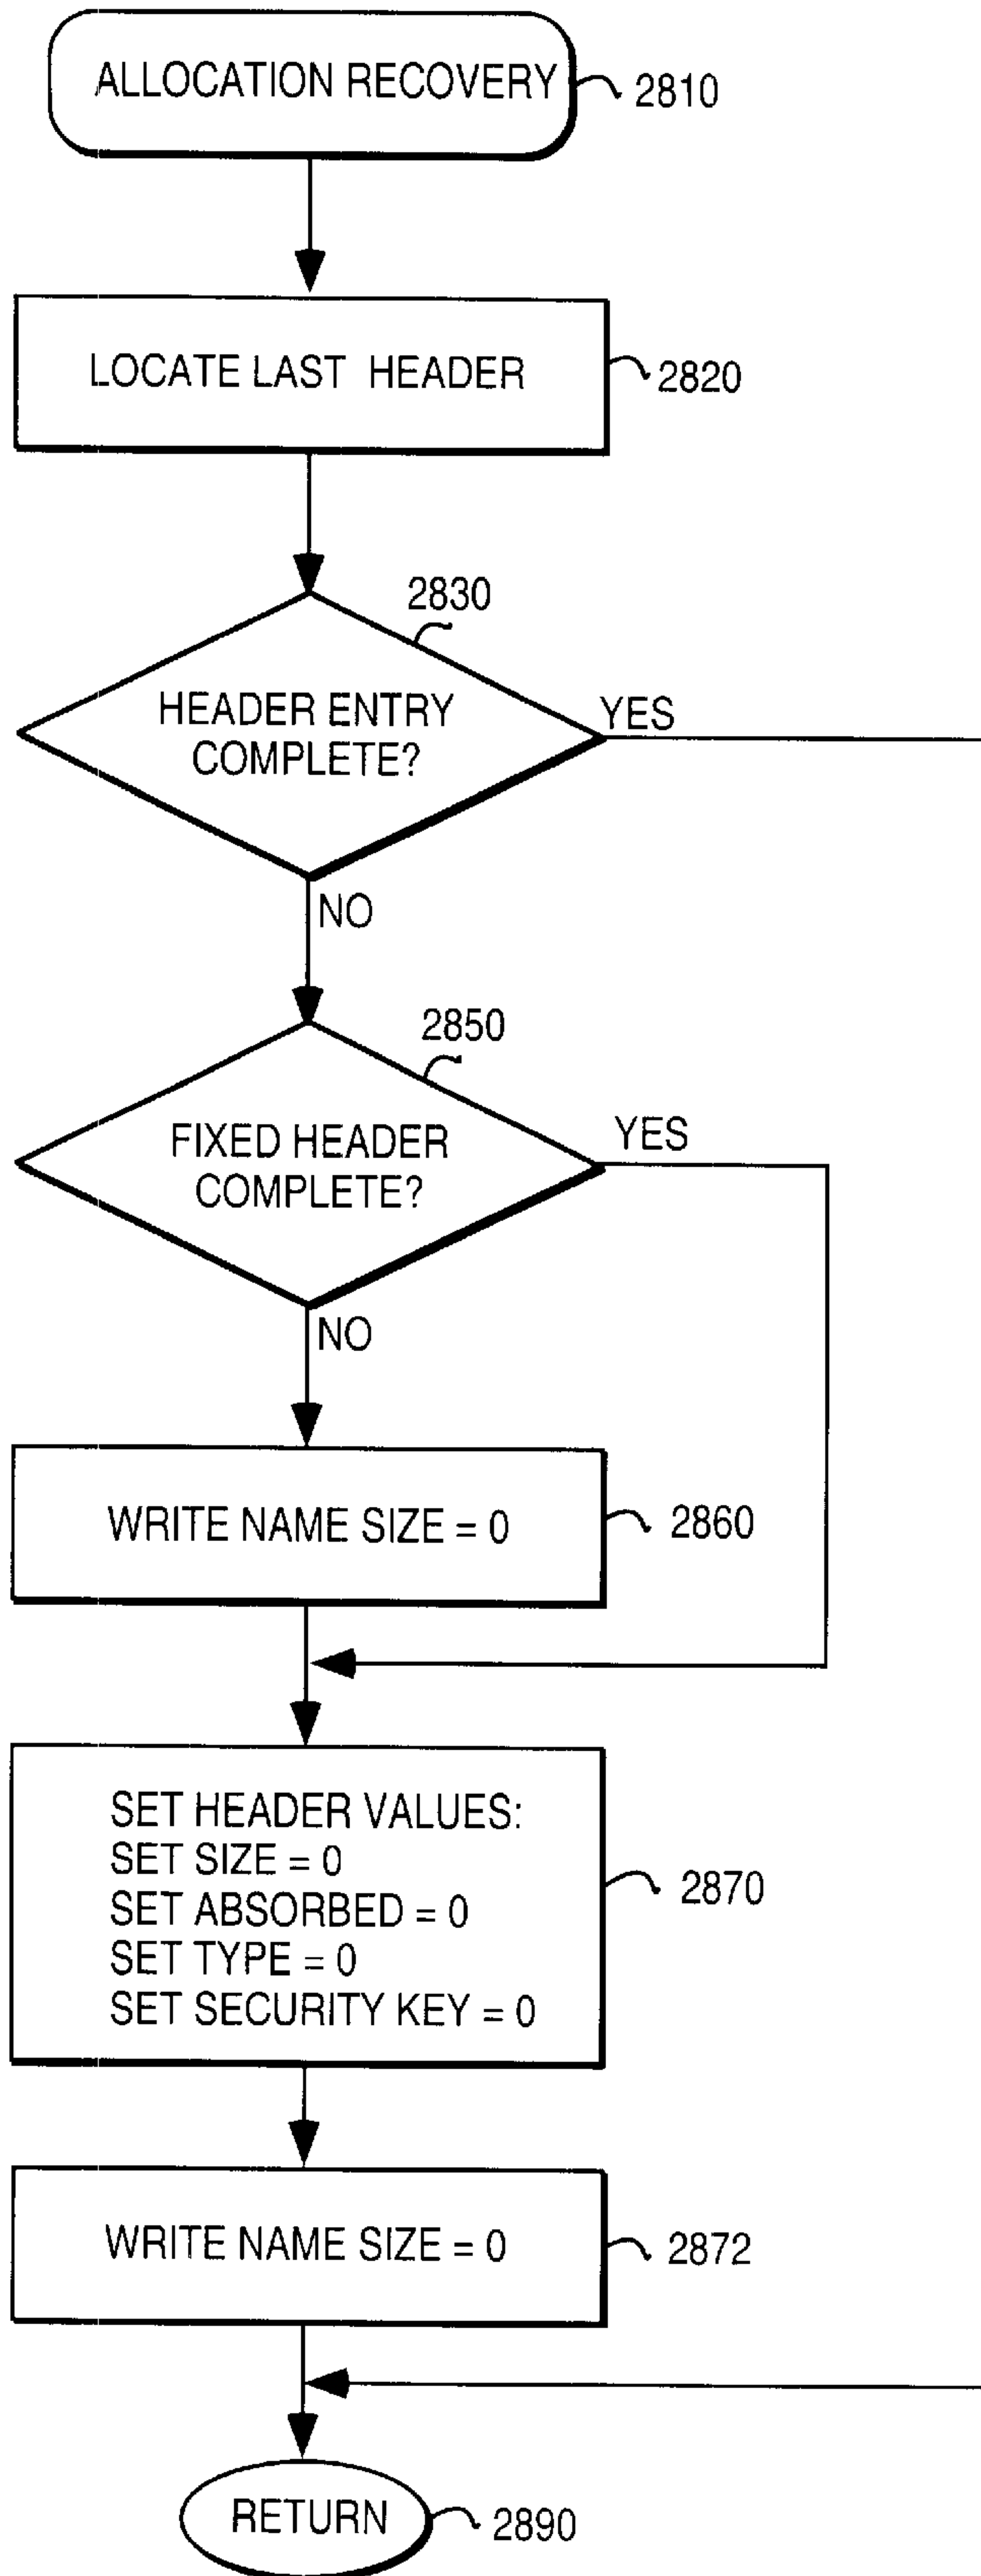 ALLOCATION RECOVERY
2810
LOCATE LAST HEADER
2820
2830
HEADER ENTRY
COMPLETE?
YES
NO
2850
FIXED HEADER
COMPLETE?
YES
NO
WRITE NAME SIZE = 0
2860
SET HEADER VALUES:
SET SIZE = 0
SET ABSORBED = 0
SET TYPE = 0
SET SECURITY KEY = 0
2870
WRITE NAME SIZE = 0
2872
RETURN
2890